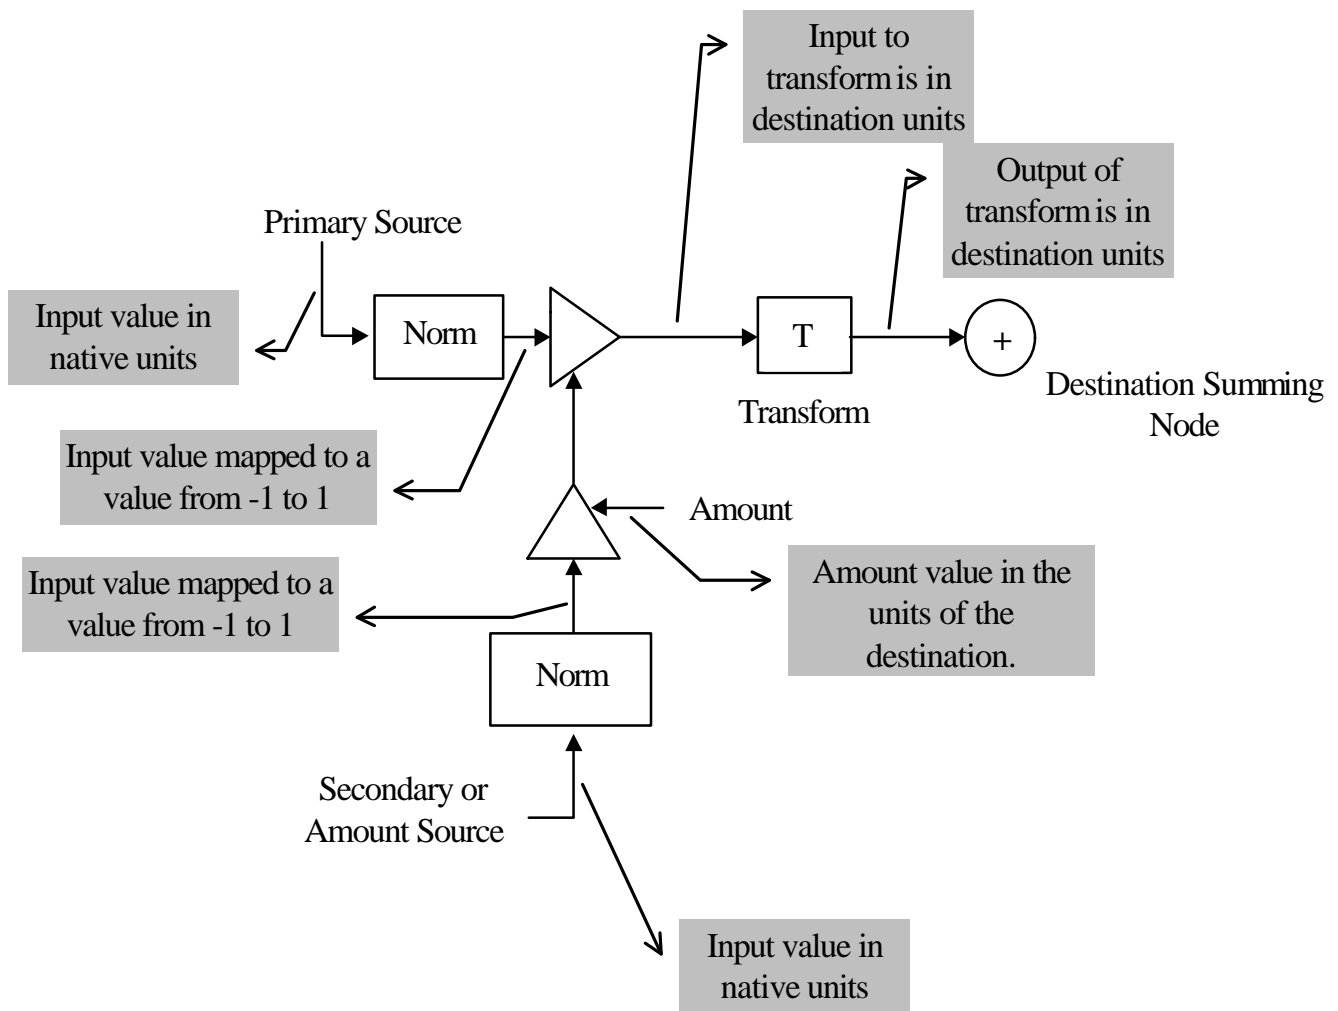 Input to
transform is in
destination units
Output of
transform is in
destination units
Primary Source
Input value in
native units
Norm
T
+
Transform
Destination Summing
Node
Input value mapped to a
value from -1 to 1
Amount
Input value mapped to a
value from -1 to 1
Amount value in the
units of the
destination.
Norm
Secondary or
Amount Source
Input value in
native units